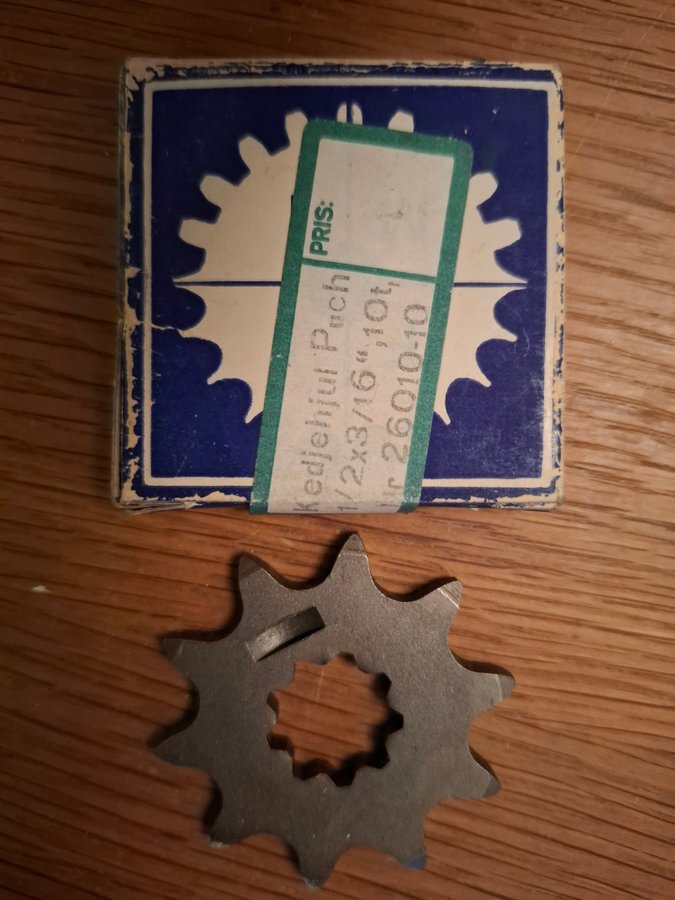 PRIS:
Kedjehjul Puch
1/2x3/16",10t,
nr 26010-10